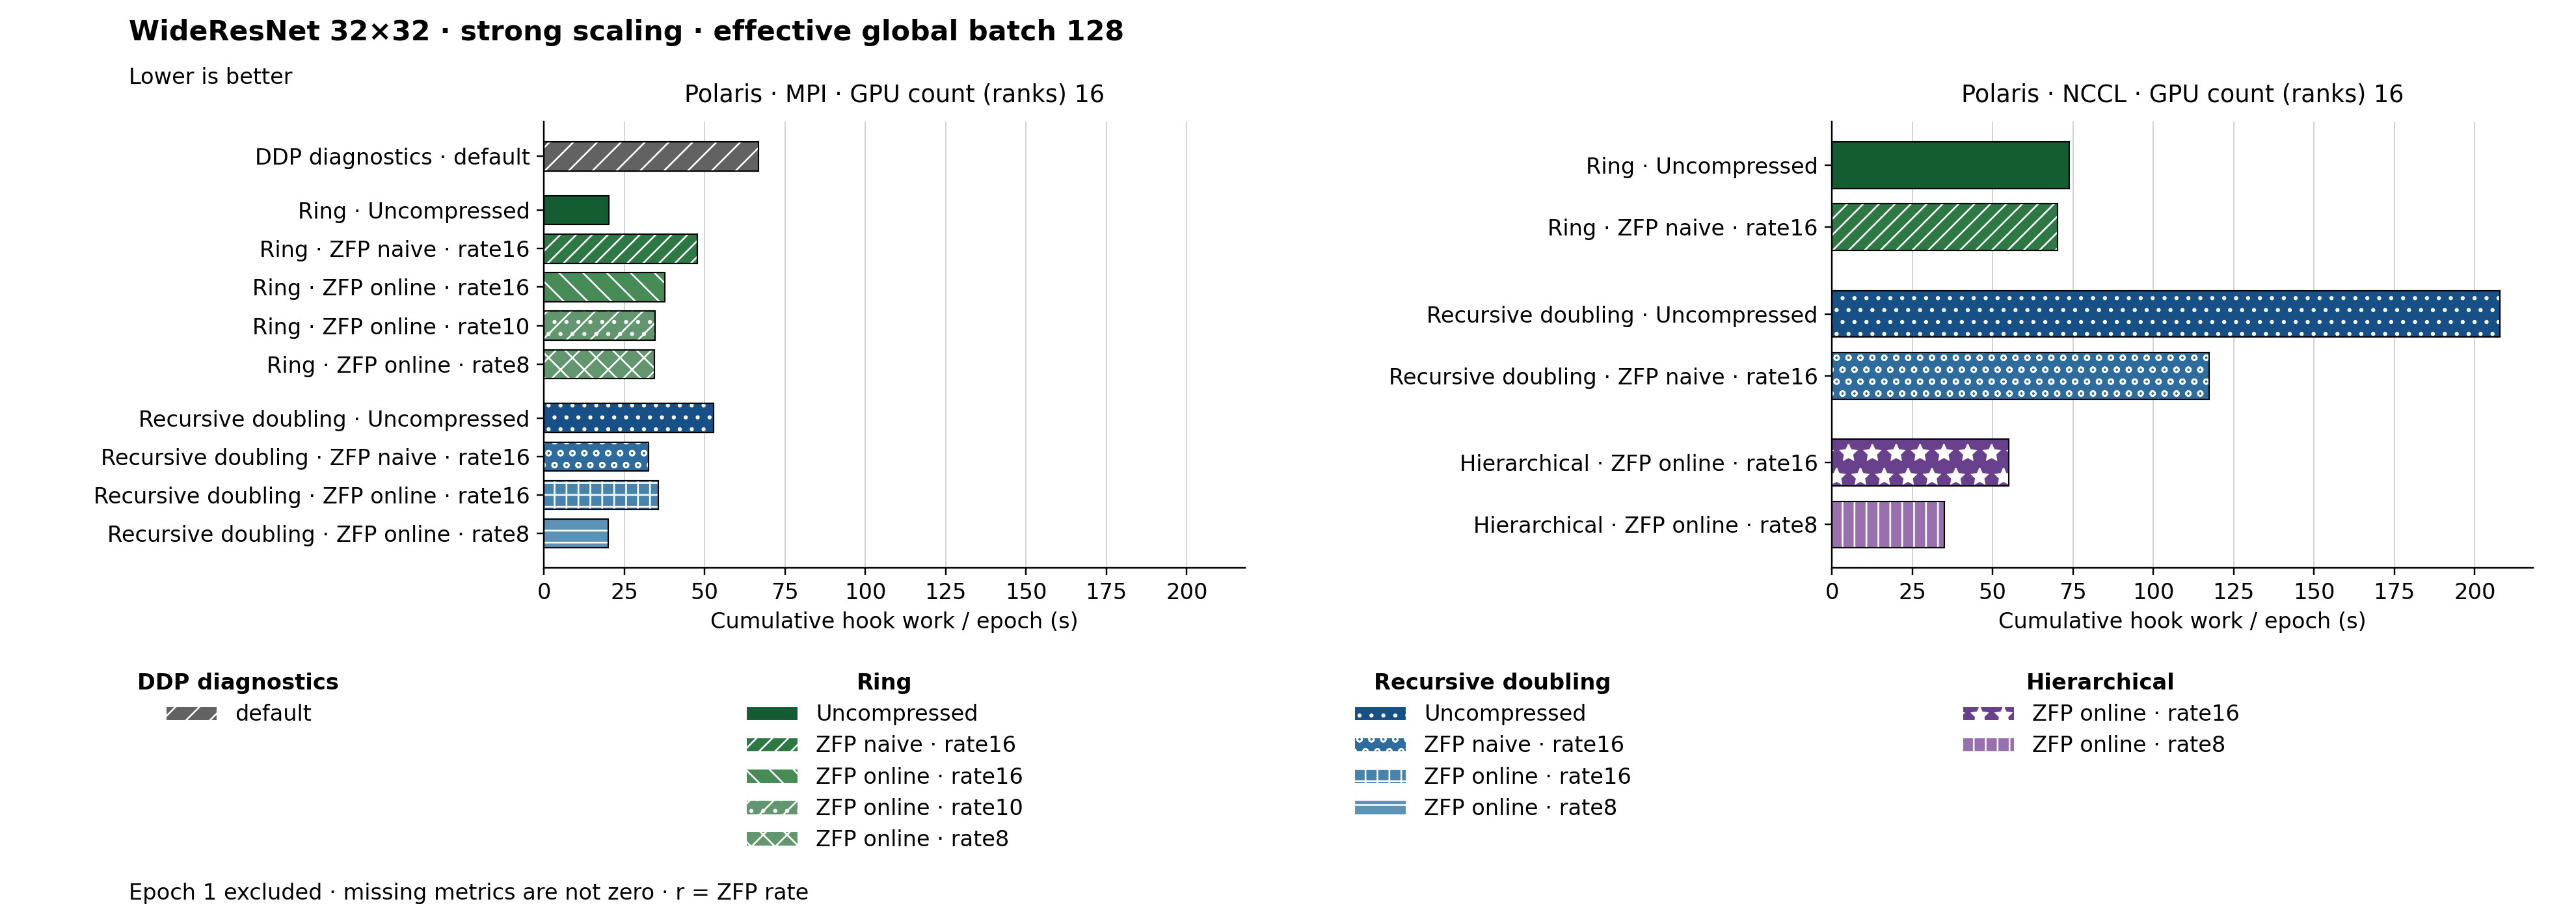 WideResNet 32×32 · strong scaling · effective global batch 128
Lower is better
Polaris · MPI · GPU count (ranks) 16
DDP diagnostics · default
Ring · Uncompressed
Ring · ZFP naive · rate16
Ring · ZFP online · rate16
Ring · ZFP online · rate10
Ring · ZFP online · rate8
Recursive doubling · Uncompressed
Recursive doubling · ZFP naive · rate16
Recursive doubling · ZFP online · rate16
Recursive doubling · ZFP online · rate8
0 25 50 75 100 125 150 175 200
Cumulative hook work / epoch (s)
Polaris · NCCL · GPU count (ranks) 16
Ring · Uncompressed
Ring · ZFP naive · rate16
Recursive doubling · Uncompressed
Recursive doubling · ZFP naive · rate16
Hierarchical · ZFP online · rate16
Hierarchical · ZFP online · rate8
0 25 50 75 100 125 150 175 200
Cumulative hook work / epoch (s)
DDP diagnostics
default
Ring
Uncompressed
ZFP naive · rate16
ZFP online · rate16
ZFP online · rate10
ZFP online · rate8
Recursive doubling
Uncompressed
ZFP naive · rate16
ZFP online · rate16
ZFP online · rate8
Hierarchical
ZFP online · rate16
ZFP online · rate8
Epoch 1 excluded · missing metrics are not zero · r = ZFP rate